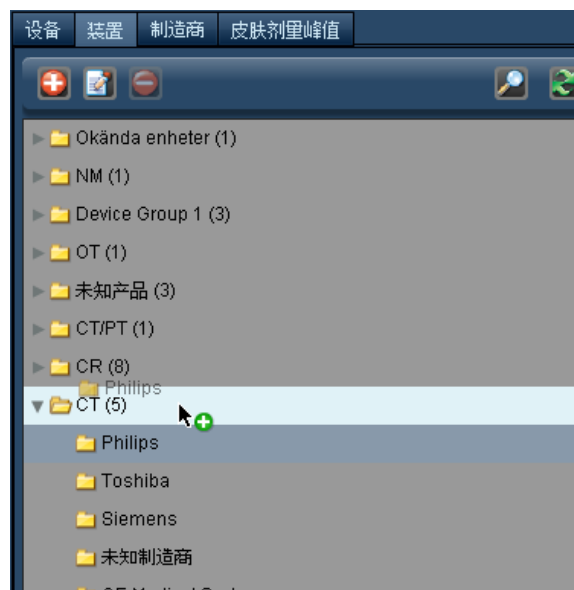 设备 装置 制造商 皮肤剂量峰值
Okända enheter (1)
NM (1)
Device Group 1 (3)
OT (1)
未知产品 (3)
CT/PT (1)
CR (8)
Philips
CT (5)
Philips
Toshiba
Siemens
未知制造商